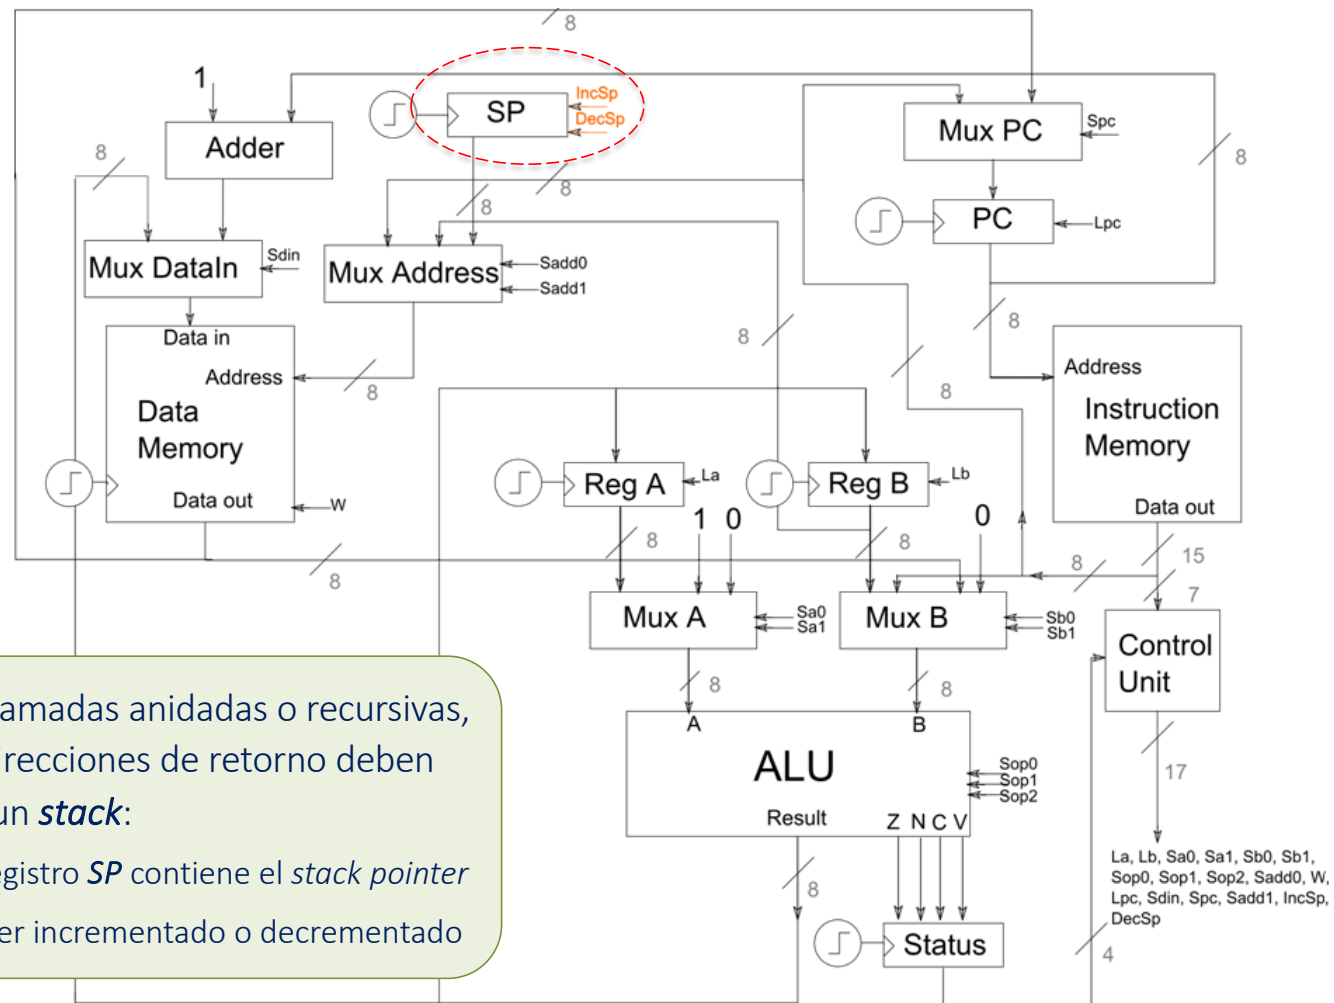 8
1
SP
IncSp
DecSp
Adder
Mux PC
Spc
8
8
8
8
PC
Lpc
Mux DataIn
Sdin
Mux Address
Sadd0
Sadd1
8
8
8
Data in
Address
8
Data
Memory
Data out
W
Address
Instruction
Memory
Data out
Reg A
La
Reg B
Lb
1 0
0
8
8
8
8
15
7
Mux A
Sa0
Sa1
Mux B
Sb0
Sb1
Control
Unit
8
8
A
B
ALU
Sop0
Sop1
Sop2
Result
Z N C V
17
8
La, Lb, Sa0, Sa1, Sb0, Sb1,
Sop0, Sop1, Sop2, Sadd0, W,
Lpc, Sdin, Spc, Sadd1, IncSp,
DecSp
Status
4
amadas anidadas o recursivas,
irecciones de retorno deben
un stack:
egistro SP contiene el stack pointer
er incrementado o decrementado